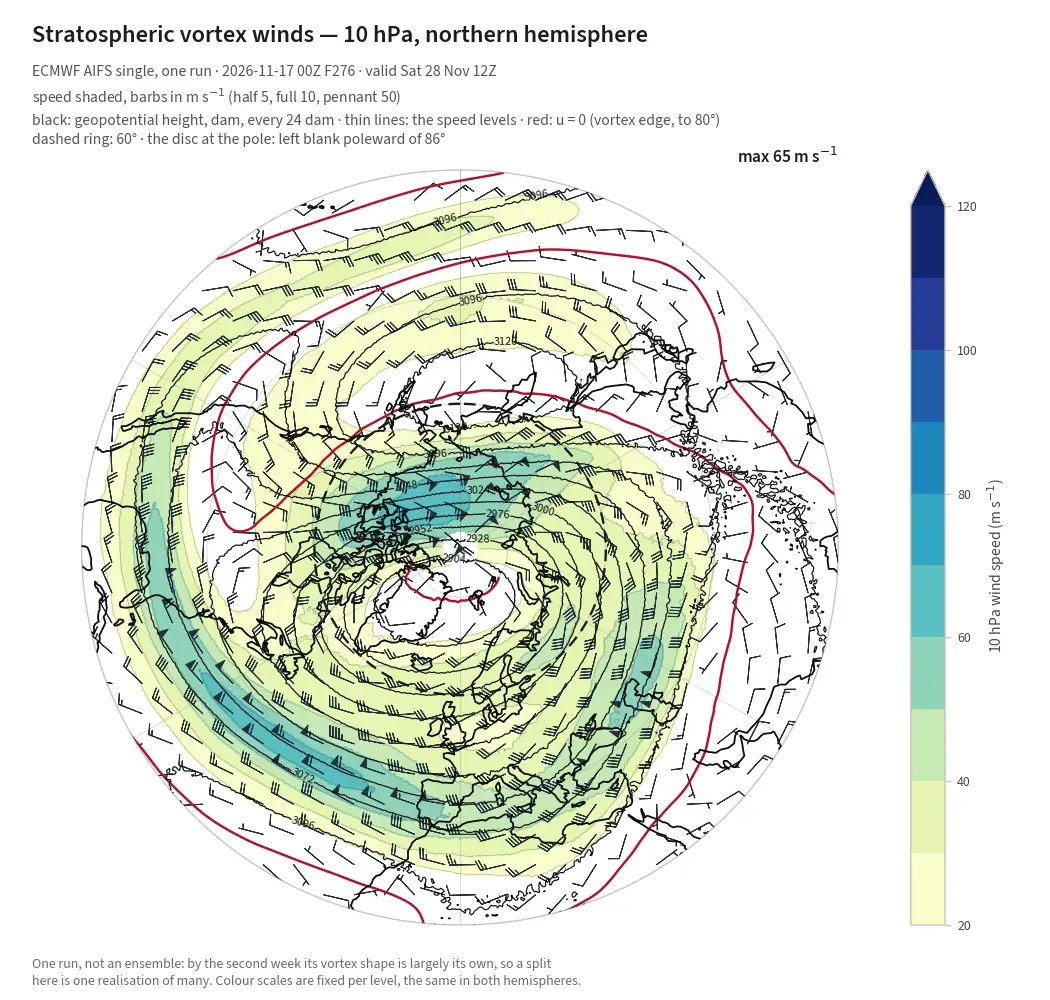 Stratospheric vortex winds — 10 hPa, northern hemisphere
ECMWF AIFS single, one run · 2026-11-17 00Z F276 · valid Sat 28 Nov 12Z
speed shaded, barbs in m s⁻¹ (half 5, full 10, pennant 50)
black: geopotential height, dam, every 24 dam · thin lines: the speed levels · red: u = 0 (vortex edge, to 80°)
dashed ring: 60° · the disc at the pole: left blank poleward of 86°
max 65 m s⁻¹
3096
3096
3096
3120
3024
2976
3000
2952
2928
3072
3096
120
100
80
60
40
20
10 hPa wind speed (m s⁻¹)
One run, not an ensemble: by the second week its vortex shape is largely its own, so a split
here is one realisation of many. Colour scales are fixed per level, the same in both hemispheres.